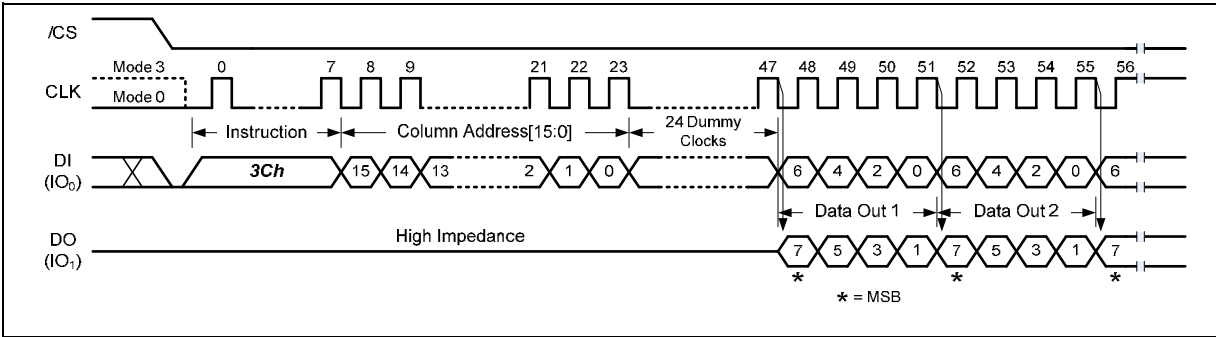 /CS
Mode 3
Mode 0
CLK
0 7 8 9 21 22 23 47 48 49 50 51 52 53 54 55 56
Instruction
Column Address[15:0]
24 Dummy
Clocks
DI
(IO₀)
3Ch 15 14 13 2 1 0 6 4 2 0 6 4 2 0 6
Data Out 1
Data Out 2
High Impedance
DO
(IO₁)
7 5 3 1 7 5 3 1 7
* * *
* = MSB